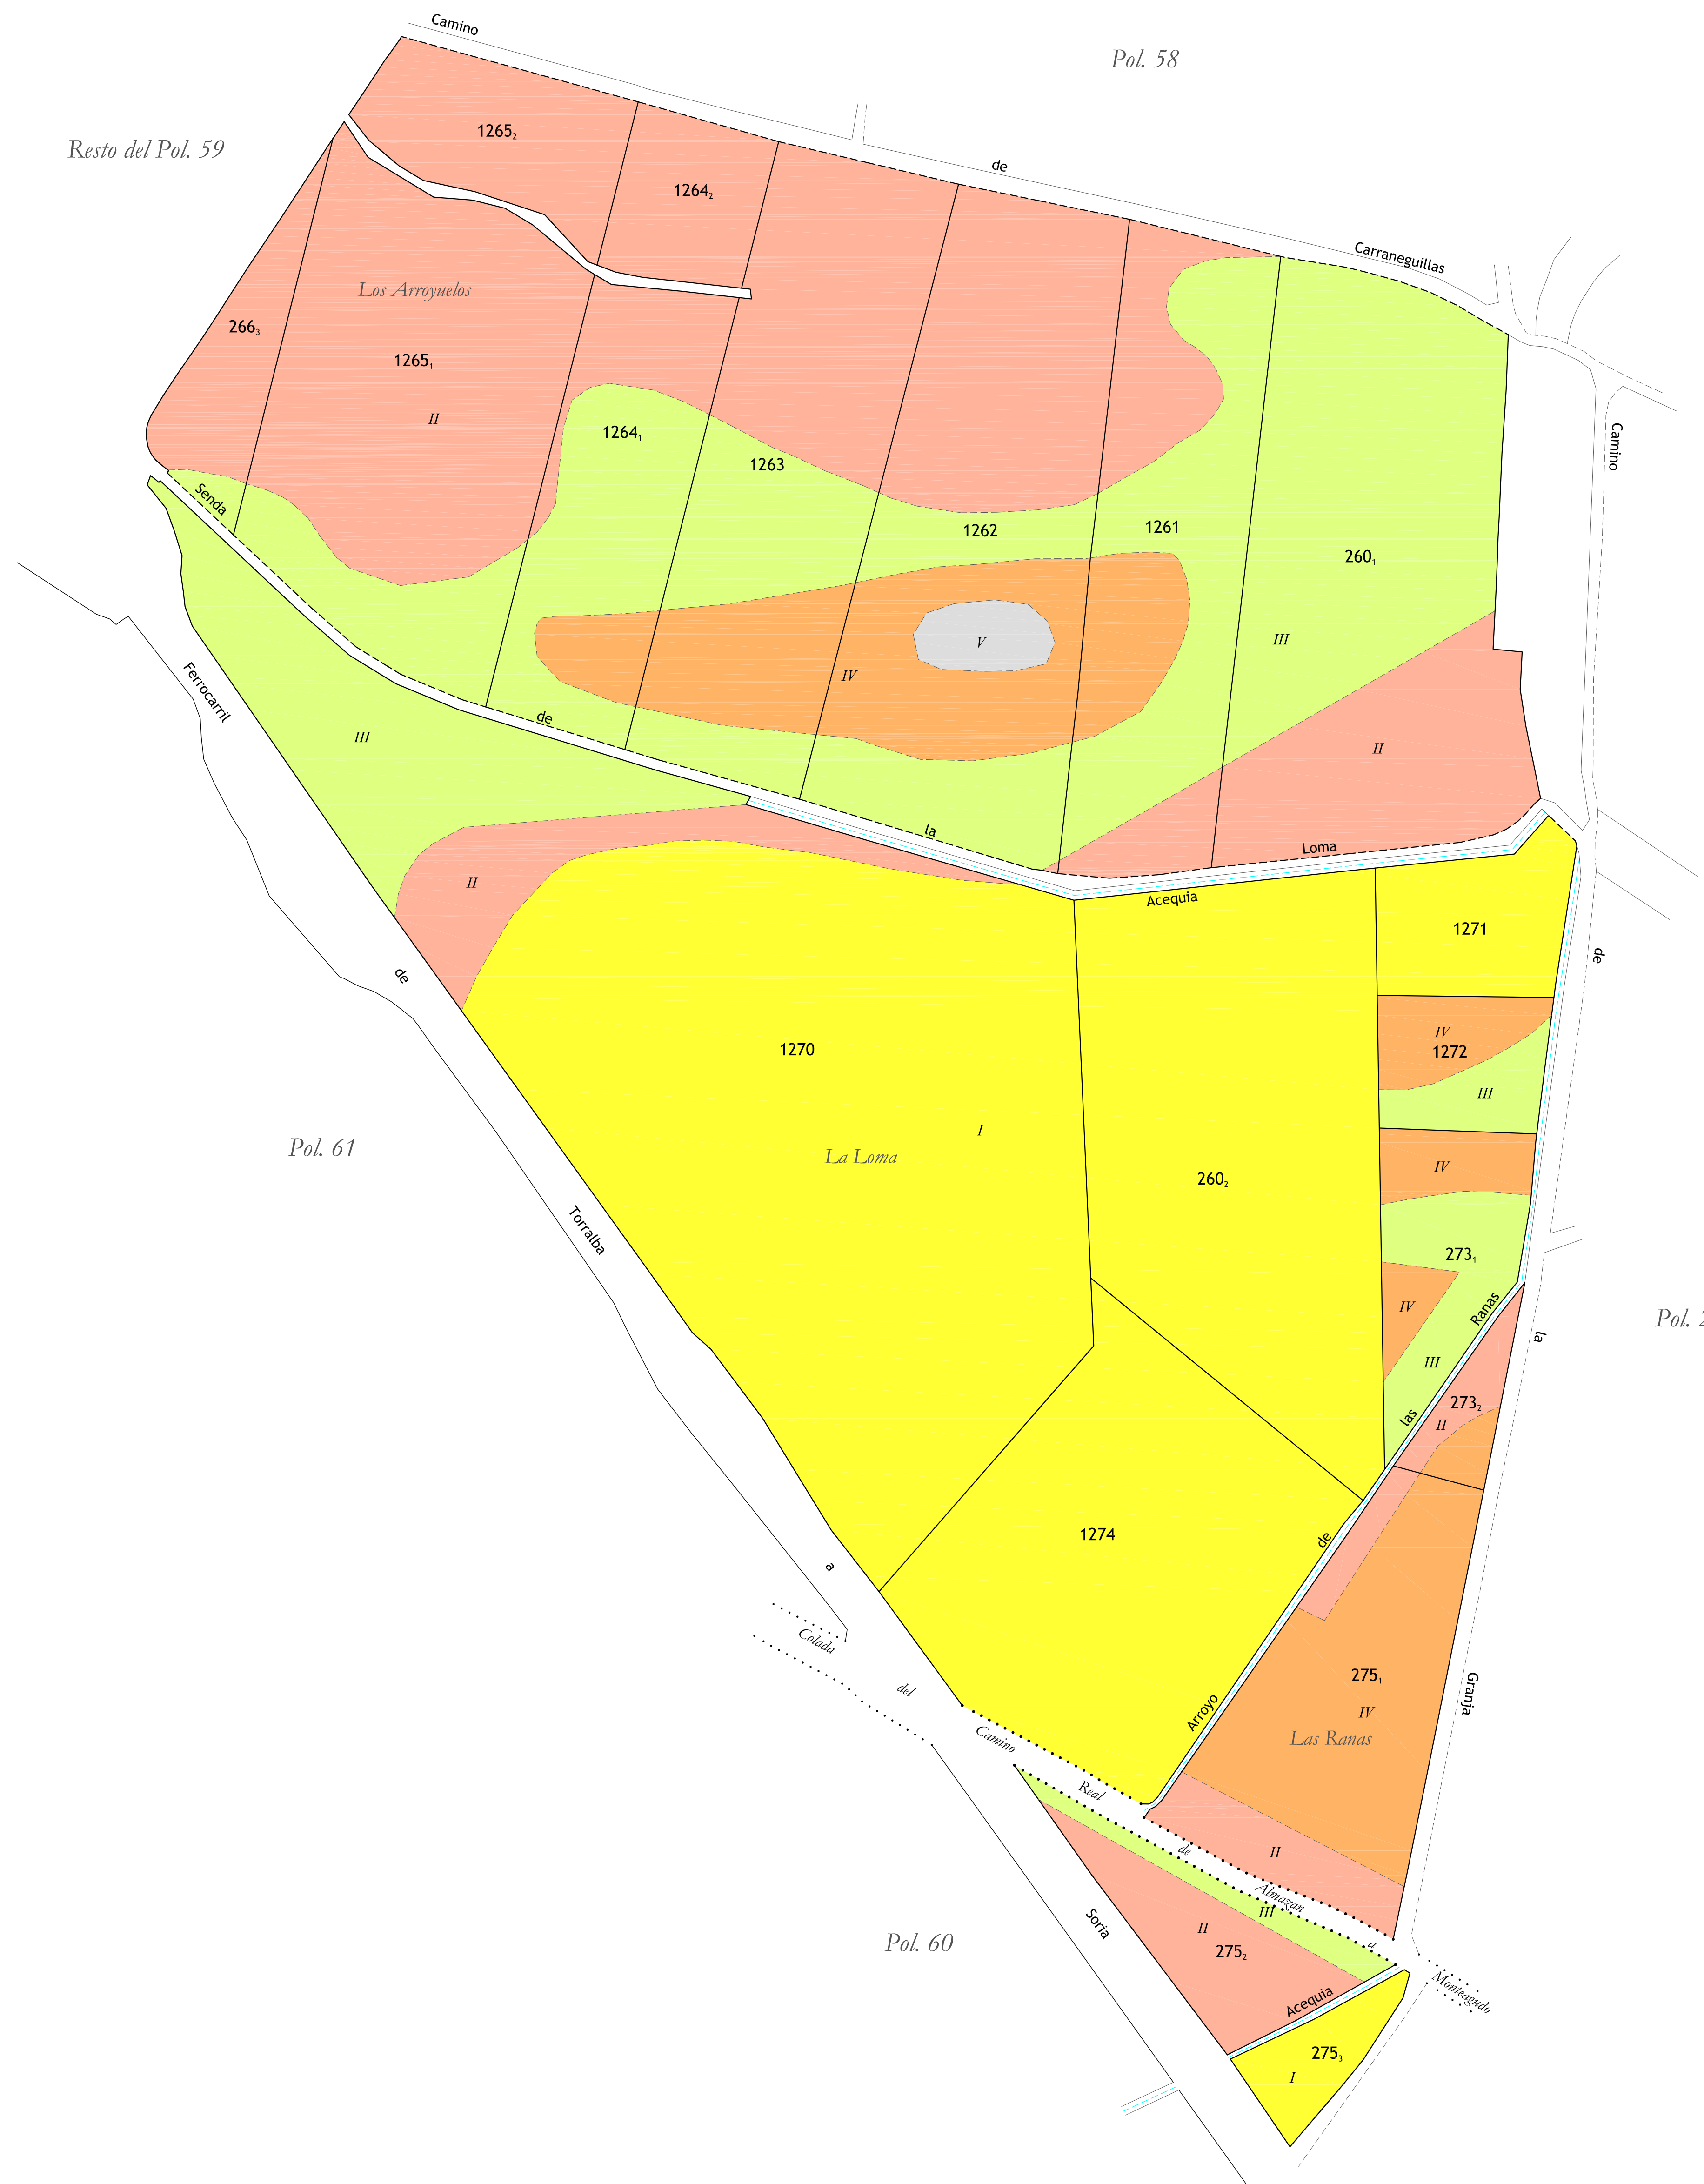 Camino
Pol. 58
Resto del Pol. 59
1265₂
de
1264₂
Carraneguillas
Los Arroyuelos
266₃
1265₁
II
1264₁
Camino
1263
Senda
1262
1261
260₁
III
V
IV
Ferrocarril
de
III
II
la
Loma
II
Acequia
1271
de
de
IV
1272
1270
III
I
Pol. 61
La Loma
IV
260₂
Torralba
273₁
IV
Ranas
la
III
273₂
las
II
1274
de
a
Colada
275₁
del
Granja
Arroyo
IV
Camino
Las Ranas
Real
de
II
Almazan
III
Soria
II
Pol. 60
a
275₂
Monteagudo
Acequia
275₃
I